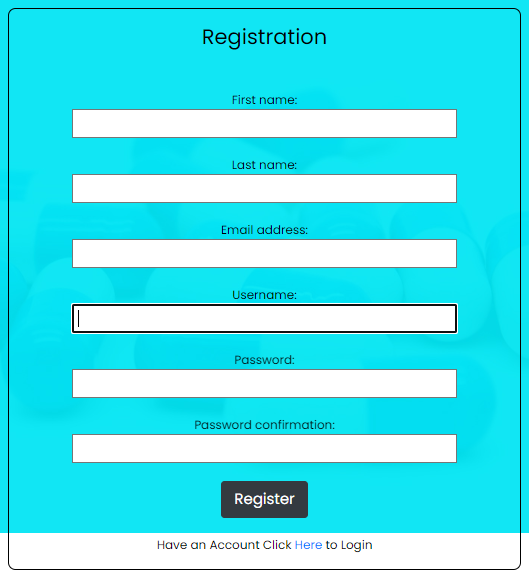 Registration
First name:
Last name:
Email address:
Username:
Password:
Password confirmation:
Register
Have an Account Click Here to Login